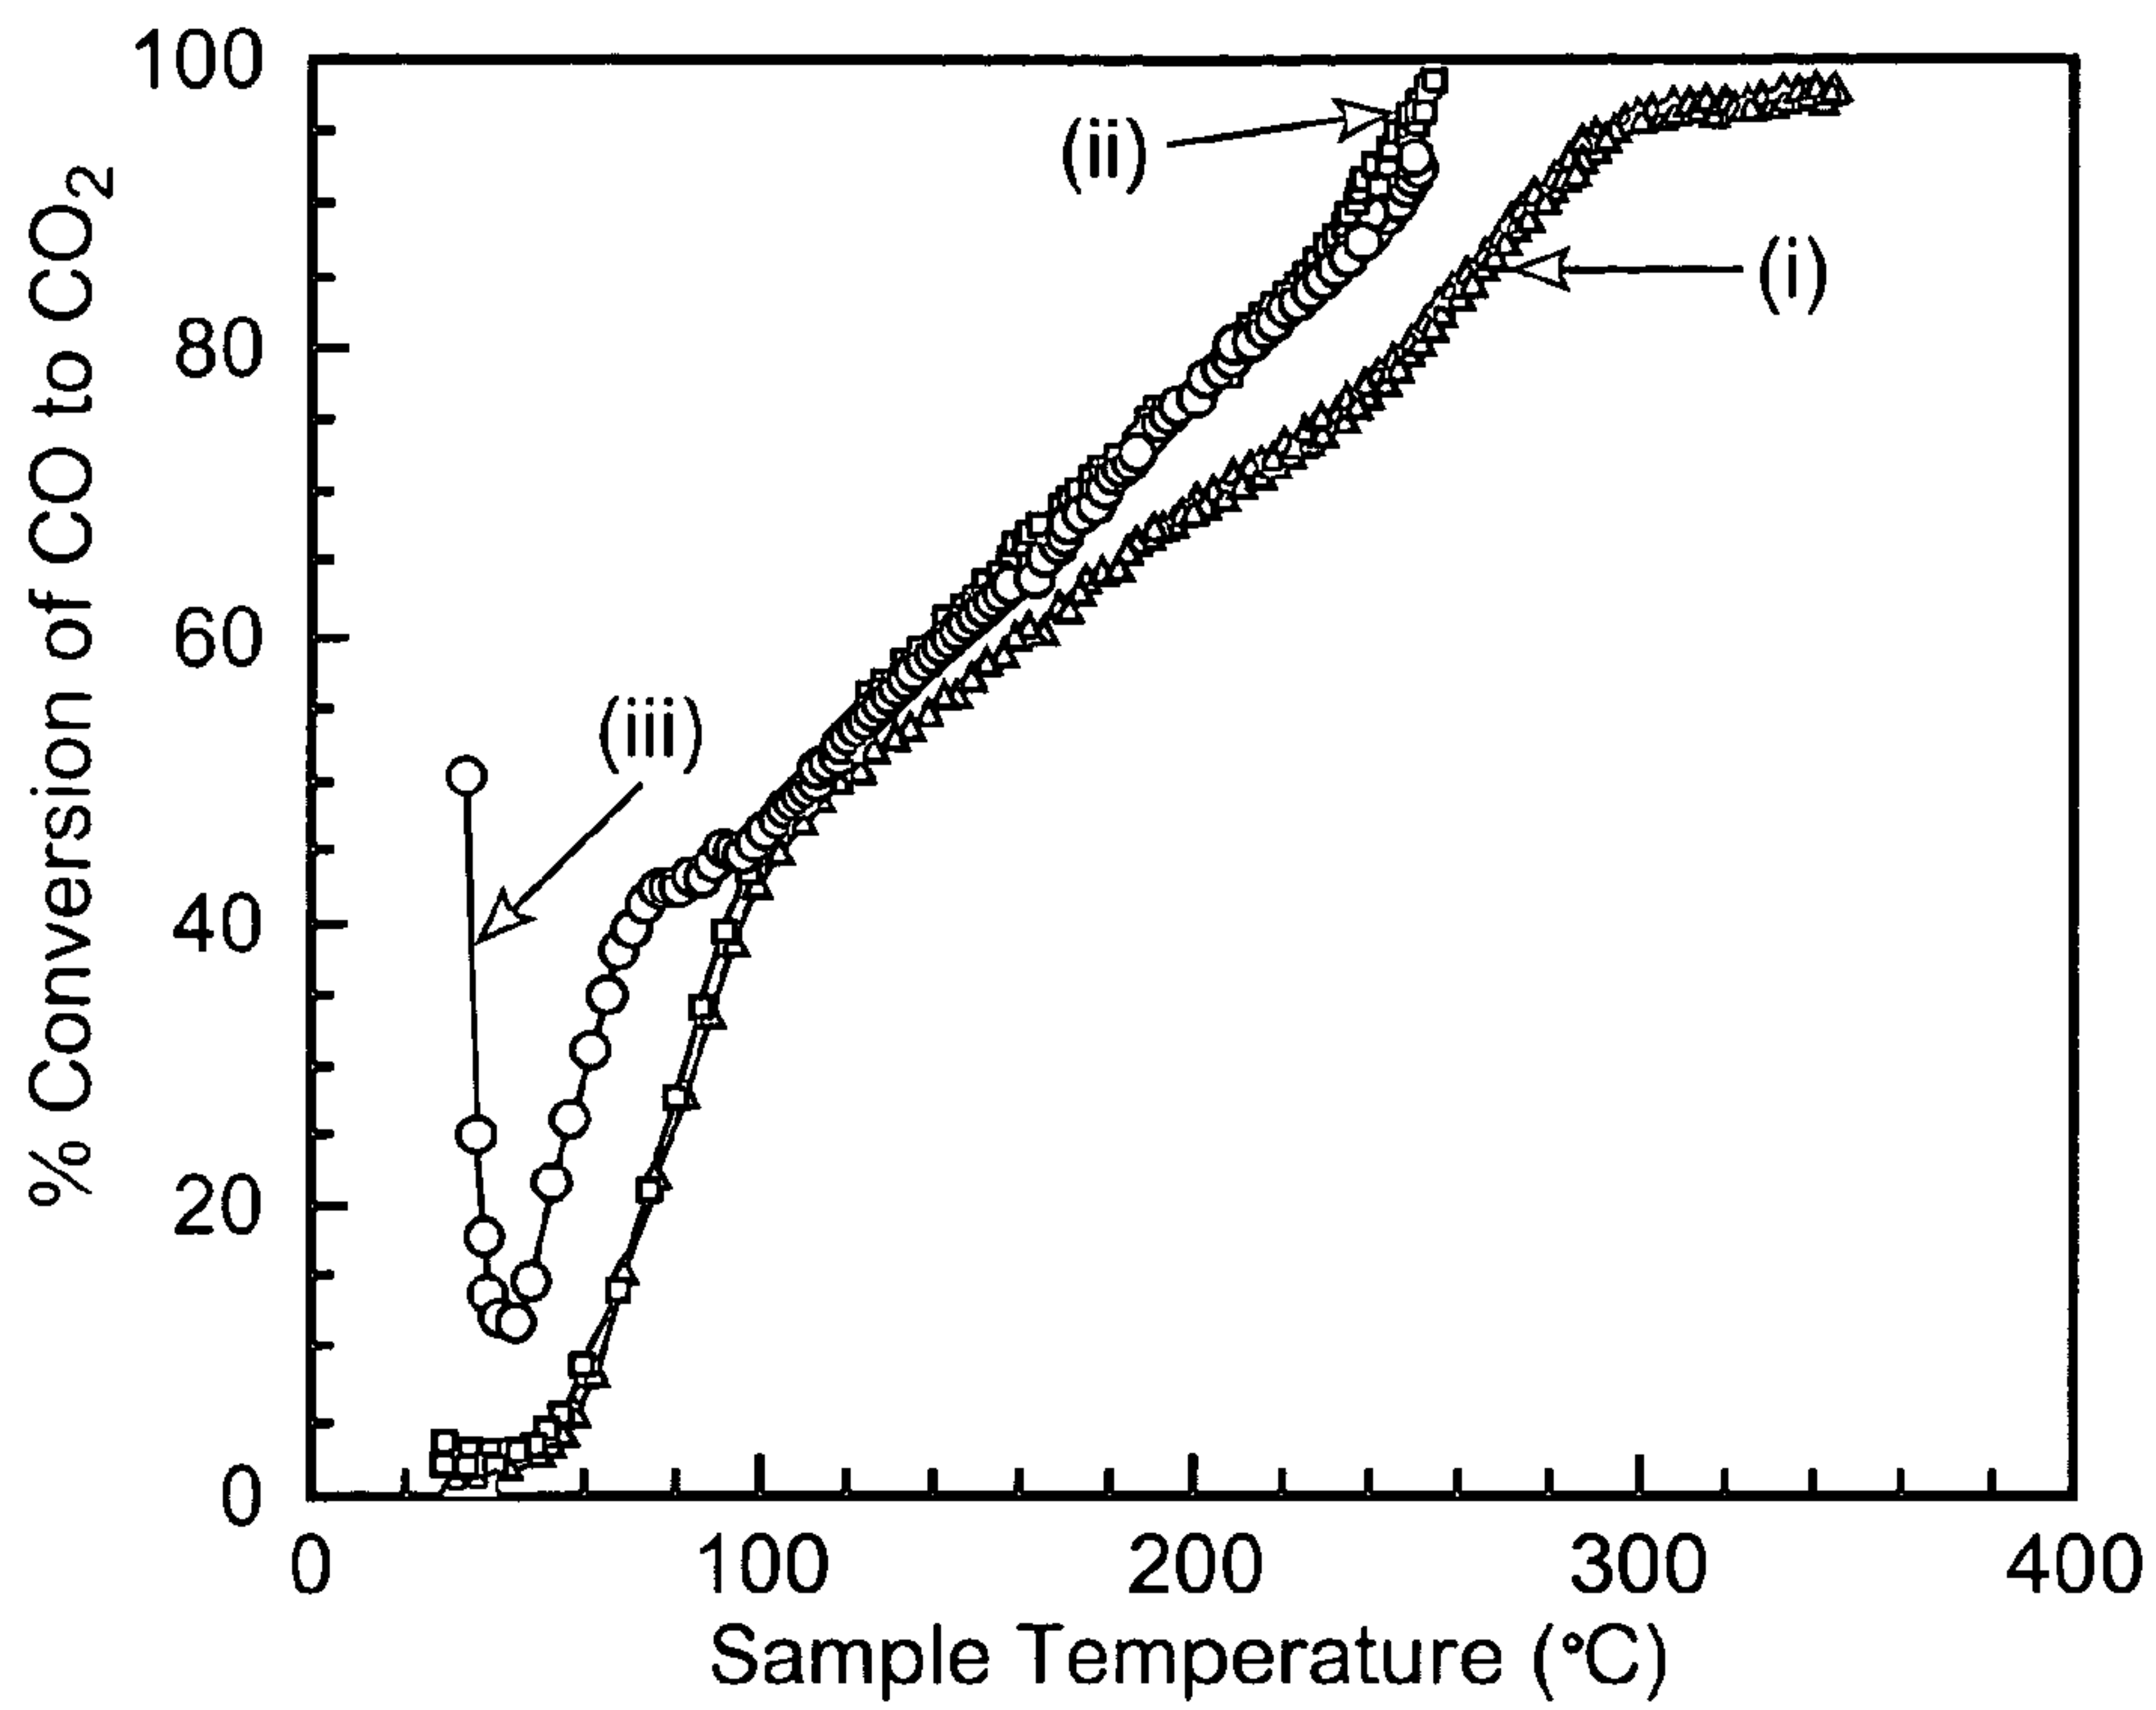 100
80
60
40
20
0
% Conversion of CO to CO2
(ii)
(i)
(iii)
0 100 200 300 400
Sample Temperature (°C)